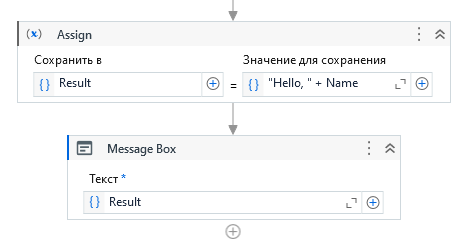 Assign
Сохранить в
Значение для сохранения
Result
=
"Hello, " + Name
Message Box
Текст *
Result